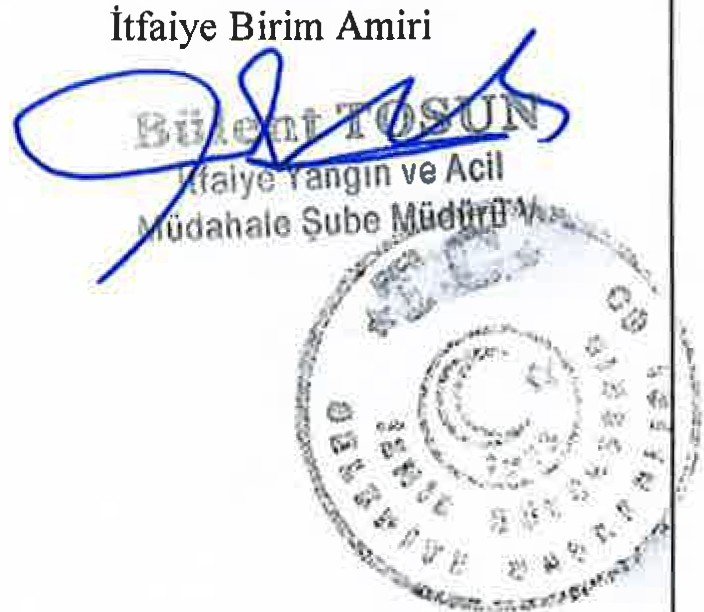 İtfaiye Birim Amiri
Bülent TOSUN
İtfaiye Yangın ve Acil
Müdahale Şube Müdürü V.
T.C.